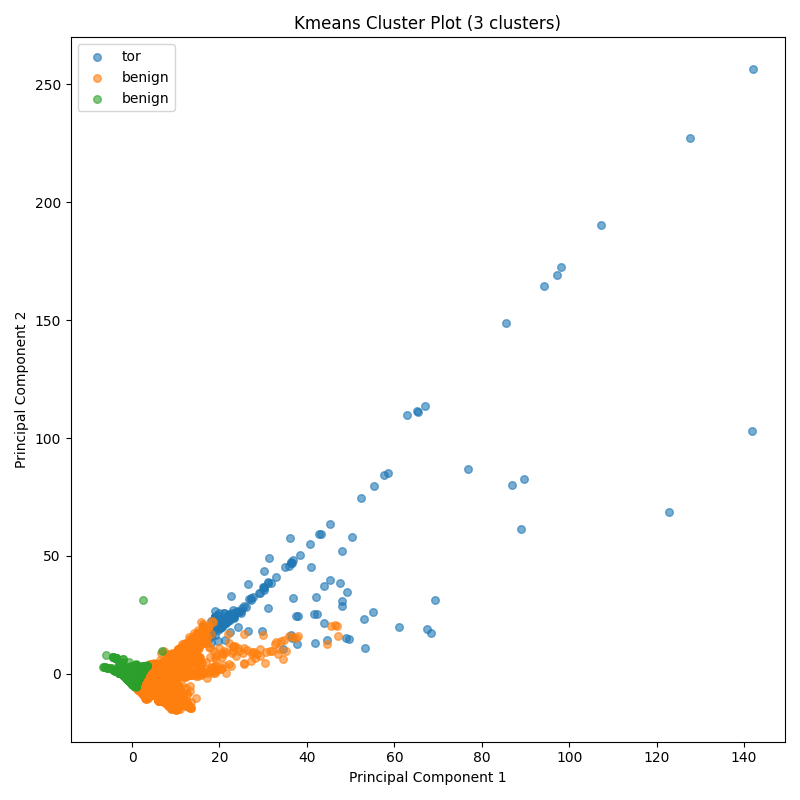 Kmeans Cluster Plot (3 clusters)
tor
benign
benign
250
200
150
100
50
0
Principal Component 2
0 20 40 60 80 100 120 140
Principal Component 1